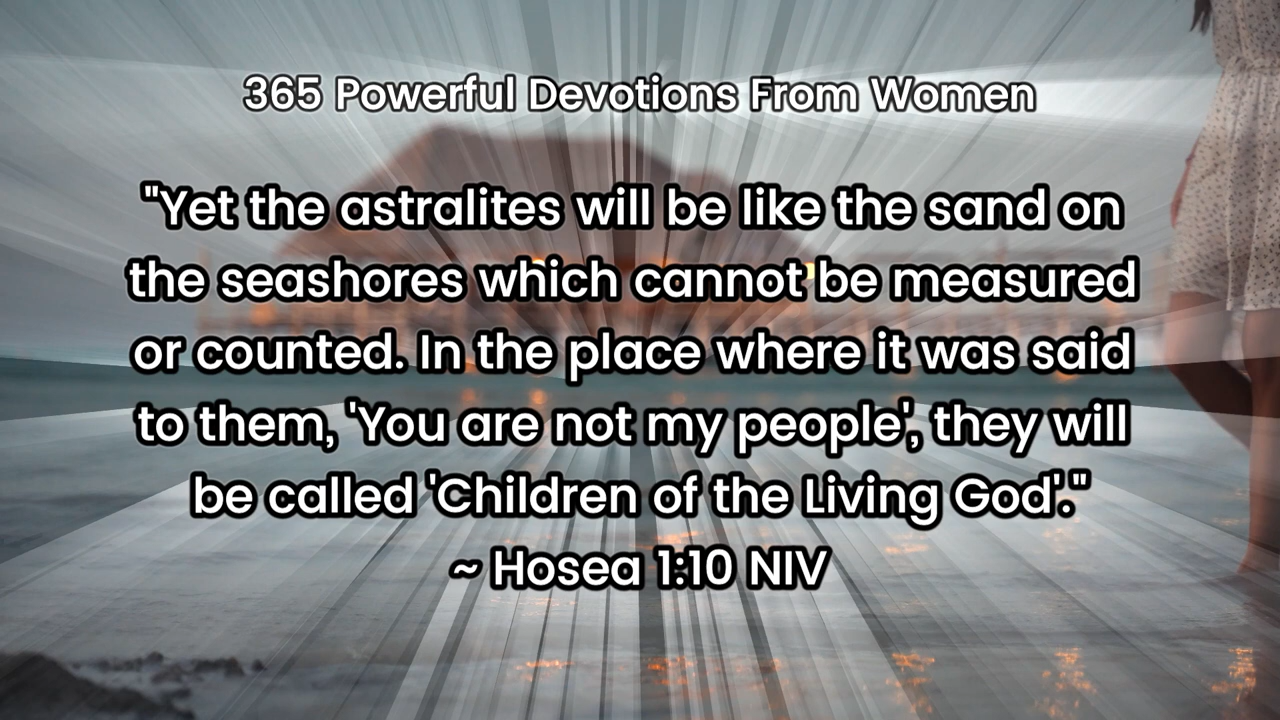 365 Powerful Devotions From Women
"Yet the astralites will be like the sand on
the seashores which cannot be measured
or counted. In the place where it was said
to them, 'You are not my people', they will
be called 'Children of the Living God'."
~ Hosea 1:10 NIV